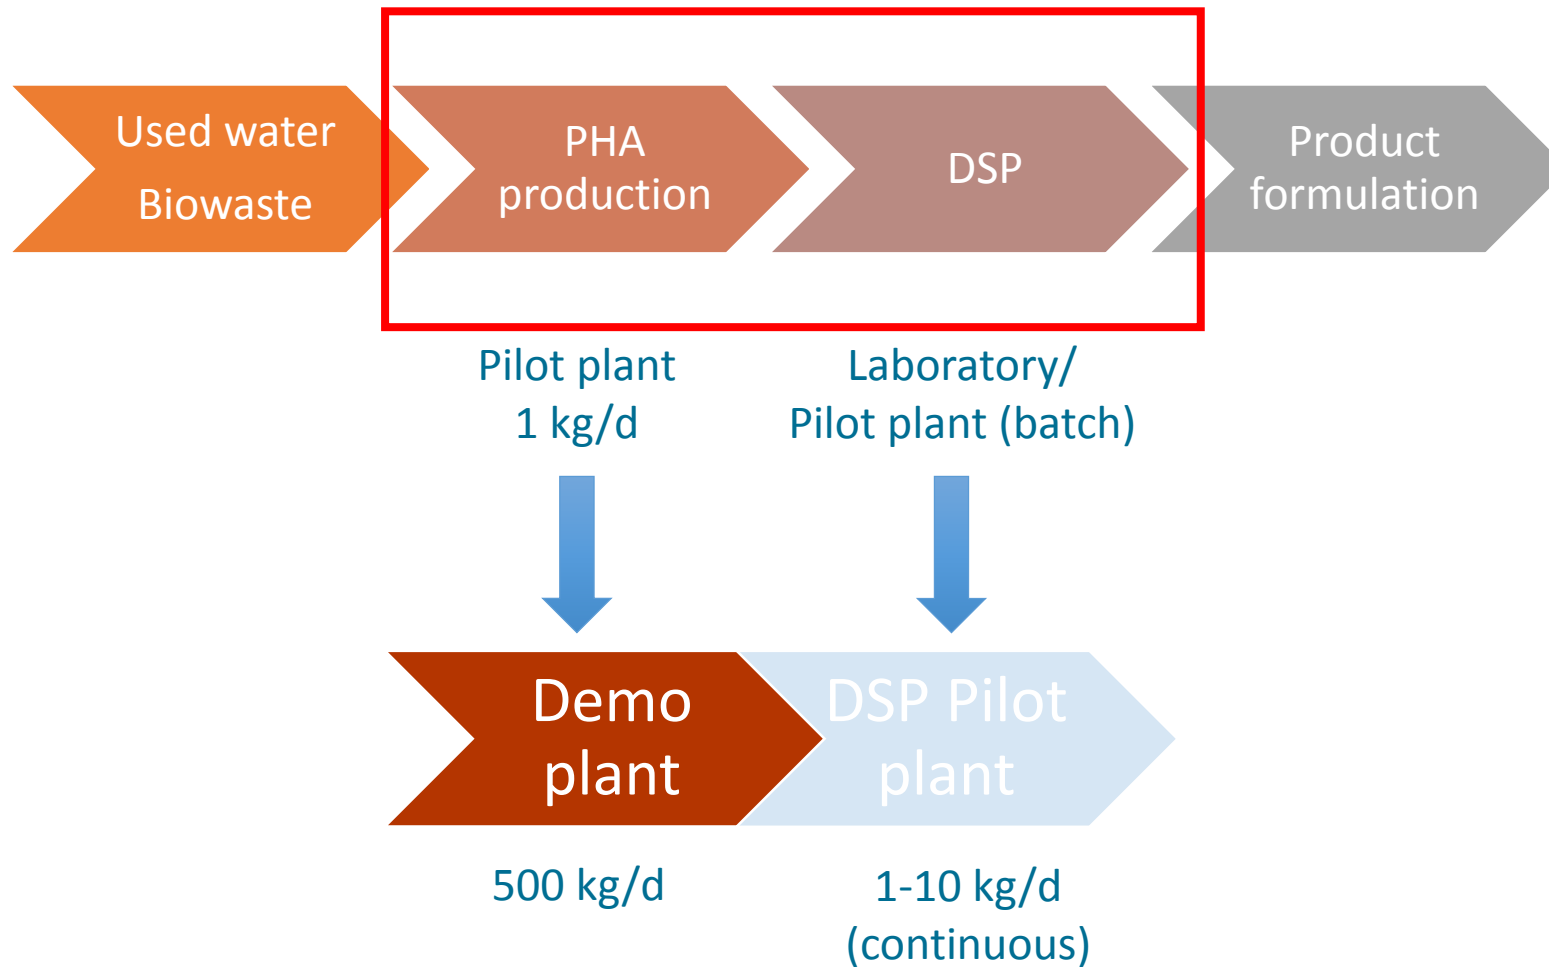 Used water
Biowaste
PHA
production
DSP
Product
formulation
Pilot plant
1 kg/d
Laboratory/
Pilot plant (batch)
Demo
plant
DSP Pilot
plant
500 kg/d
1-10 kg/d
(continuous)